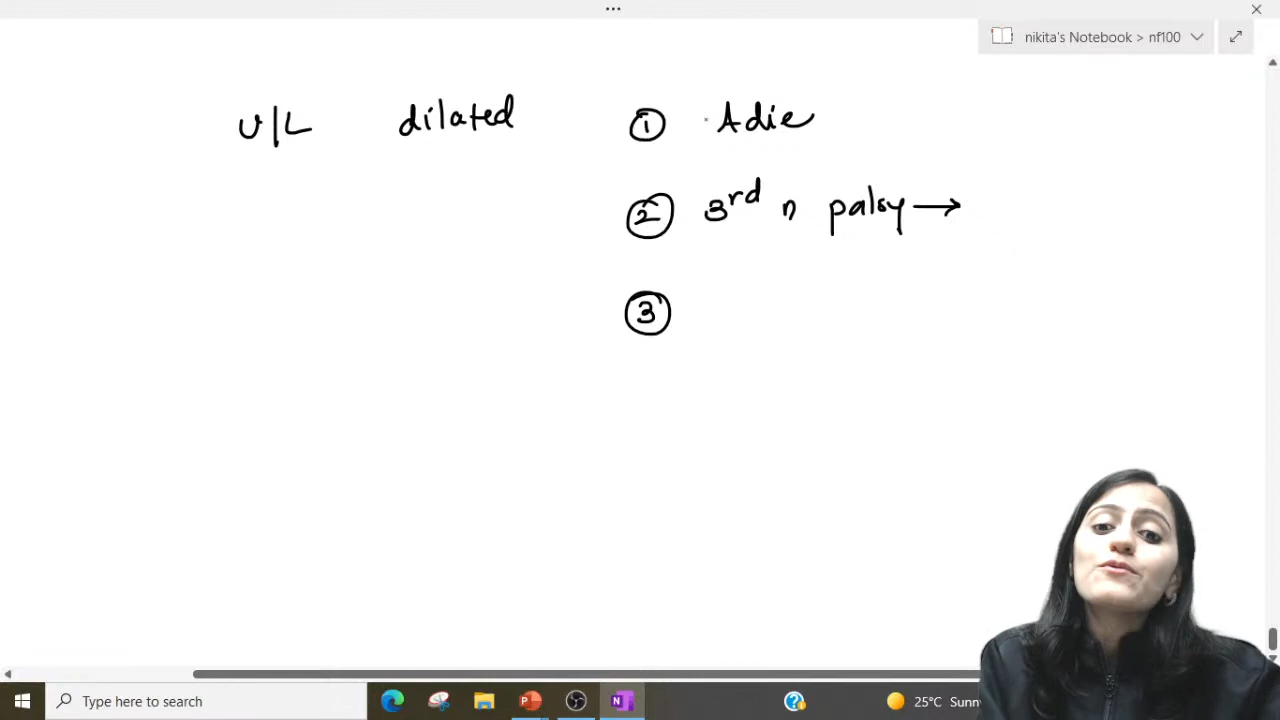 nikita's Notebook > nf100
U/L dilated ① Adie
② 3rd n palsy →
③
Type here to search
25°C Sunn